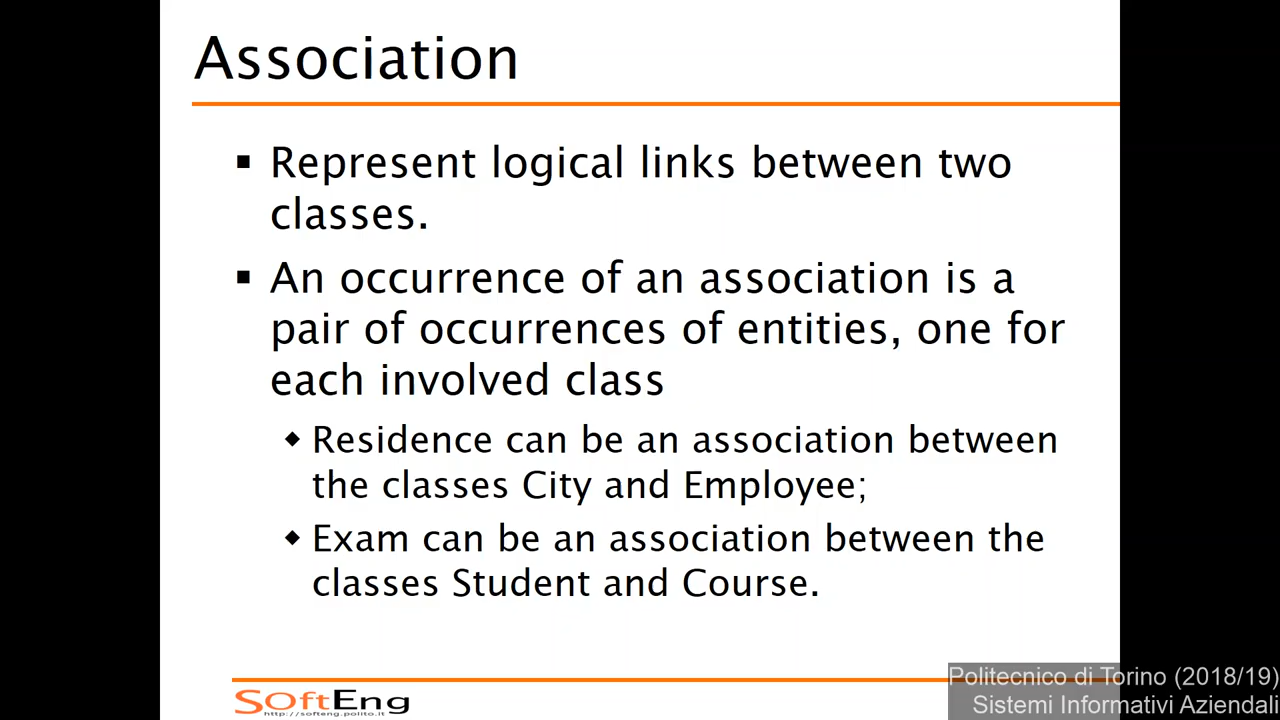 Association
▪ Represent logical links between two
classes.
▪ An occurrence of an association is a
pair of occurrences of entities, one for
each involved class
◆ Residence can be an association between
the classes City and Employee;
◆ Exam can be an association between the
classes Student and Course.
SoftEng
http://softeng.polito.it
Politecnico di Torino (2018/19)
Sistemi Informativi Aziendali